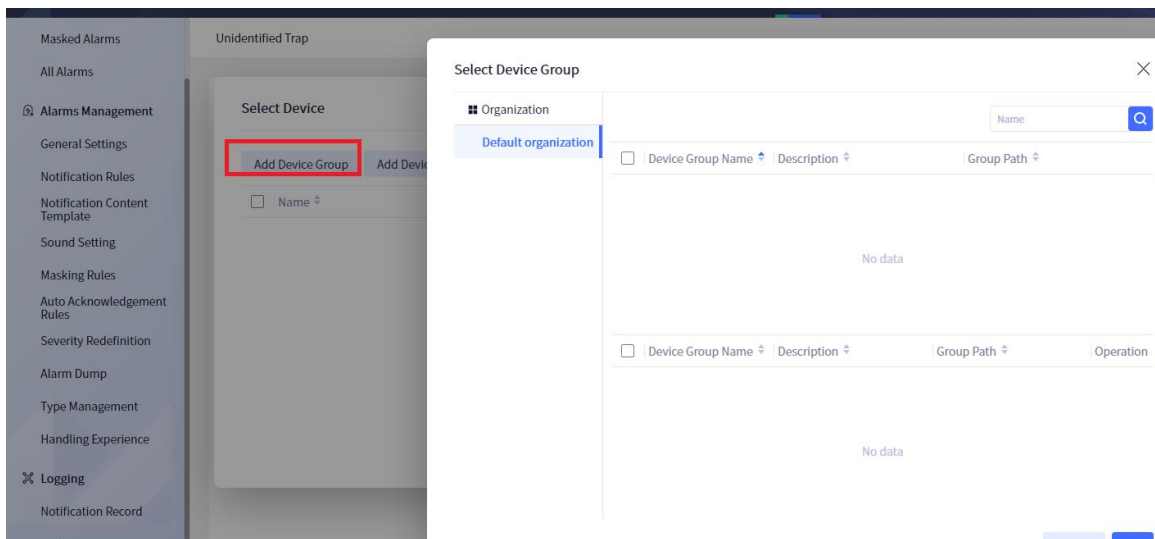 Masked Alarms
All Alarms
Alarms Management
General Settings
Notification Rules
Notification Content
Template
Sound Setting
Masking Rules
Auto Acknowledgement
Rules
Severity Redefinition
Alarm Dump
Type Management
Handling Experience
Logging
Notification Record
Unidentified Trap
Select Device
Add Device Group
Name
Select Device Group
Organization
Default organization
Name
Device Group Name Description Group Path
No data
Device Group Name Description Group Path Operation
No data